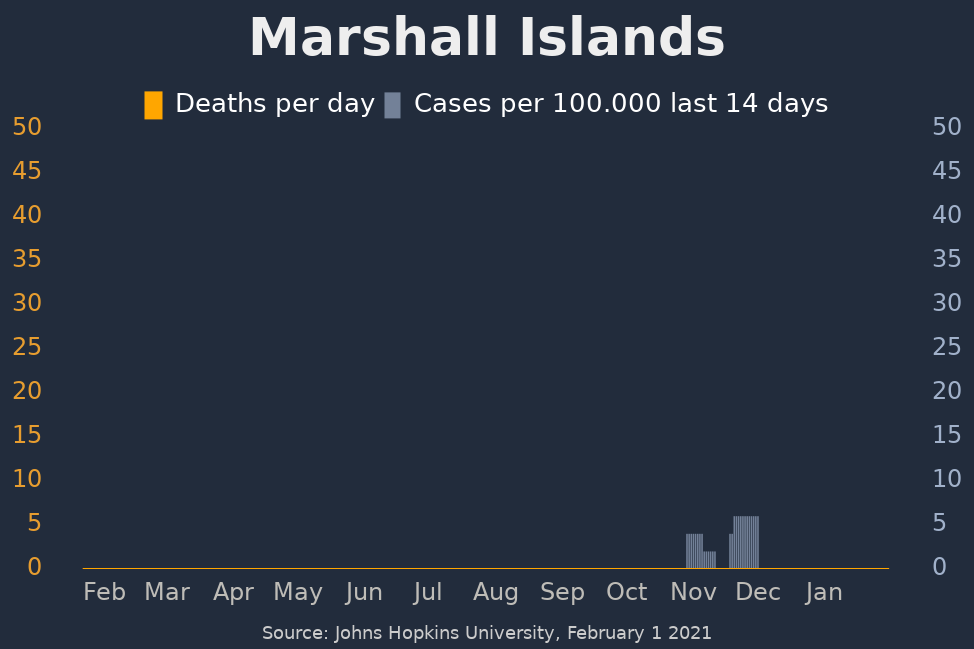 Marshall Islands
Deaths per day Cases per 100.000 last 14 days
50 50
45 45
40 40
35 35
30 30
25 25
20 20
15 15
10 10
5 5
0 0
Feb Mar Apr May Jun Jul Aug Sep Oct Nov Dec Jan
Source: Johns Hopkins University, February 1 2021